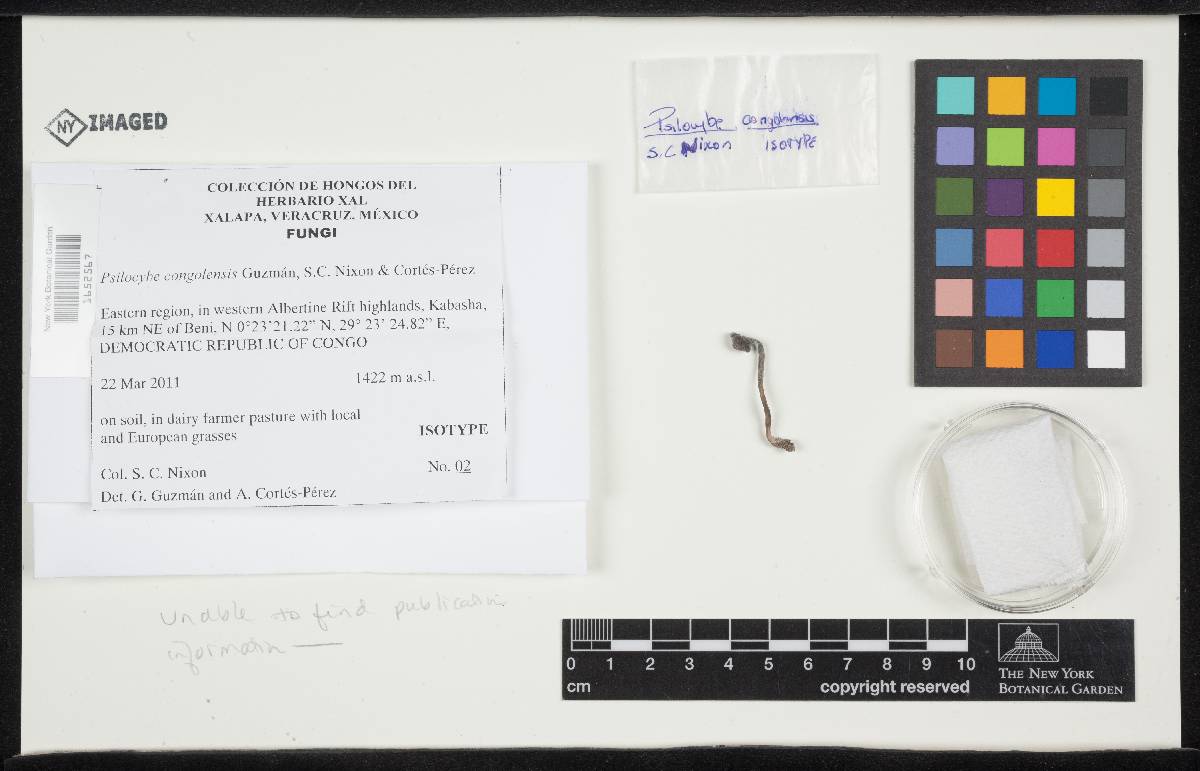 NY IMAGED
Psilocybe congolensis
S.C Nixon ISOTYPE
New York Botanical Garden
1652567
COLECCIÓN DE HONGOS DEL
HERBARIO XAL
XALAPA, VERACRUZ. MÉXICO
FUNGI
Psilocybe congolensis Guzmán, S.C. Nixon & Cortés-Pérez
Eastern region, in western Albertine Rift highlands, Kabasha,
15 km NE of Beni. N 0°23'21.22" N, 29° 23' 24.82" E,
DEMOCRATIC REPUBLIC OF CONGO
22 Mar 2011 1422 m a.s.l.
on soil, in dairy farmer pasture with local
and European grasses
ISOTYPE
Col. S. C. Nixon No. 02
Det. G. Guzmán and A. Cortés-Pérez
Unable to find publication
information —
0 1 2 3 4 5 6 7 8 9 10
cm copyright reserved
THE NEW YORK
BOTANICAL GARDEN